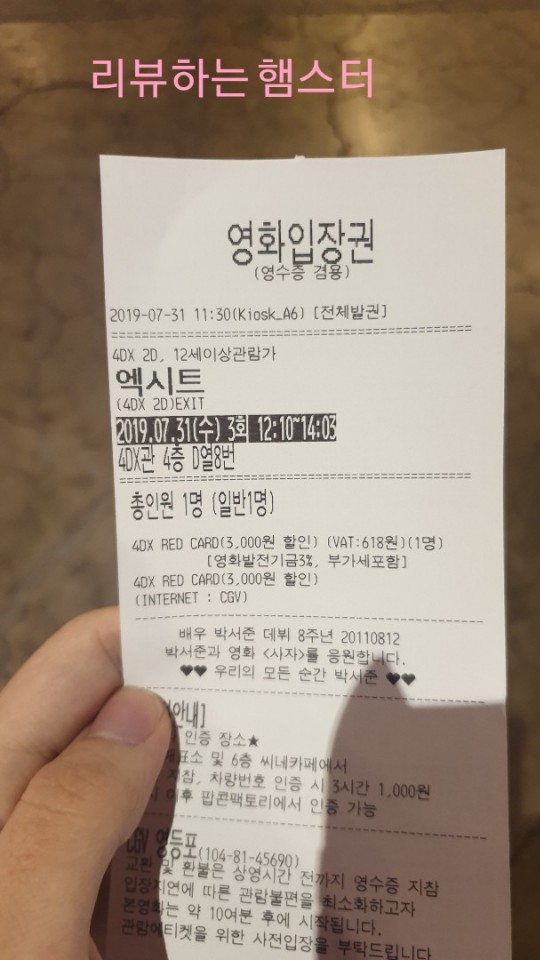 리뷰하는 햄스터
영화입장권
(영수증 겸용)
2019-07-31 11:30(Kiosk_A6) [전체발권]
4DX 2D, 12세이상관람가
엑시트
(4DX 2D)EXIT
2019.07.31(수) 3회 12:10~14:03
4DX관 4층 D열8번
총인원 1명 (일반1명)
4DX RED CARD(3,000원 할인) (VAT:618원)(1명)
[영화발전기금3%, 부가세포함]
4DX RED CARD(3,000원 할인)
(INTERNET : CGV)
배우 박서준 데뷔 8주년 20110812
박서준과 영화 <사자>를 응원합니다.
♥♥ 우리의 모든 순간 박서준 ♥♥
안내]
인증 장소★
및 6층 씨네카페에서
지참, 차량번호 인증 시 3시간 1,000원
이후 팝콘팩토리에서 인증 가능
CGV 영등포(104-81-45690)
교환 및 환불은 상영시간 전까지 영수증 지참
입장지연에 따른 관람불편을 최소화하고자
본영화는 약 10여분 후에 시작됩니다.
관람에티켓을 위한 사전입장을 부탁드립니다